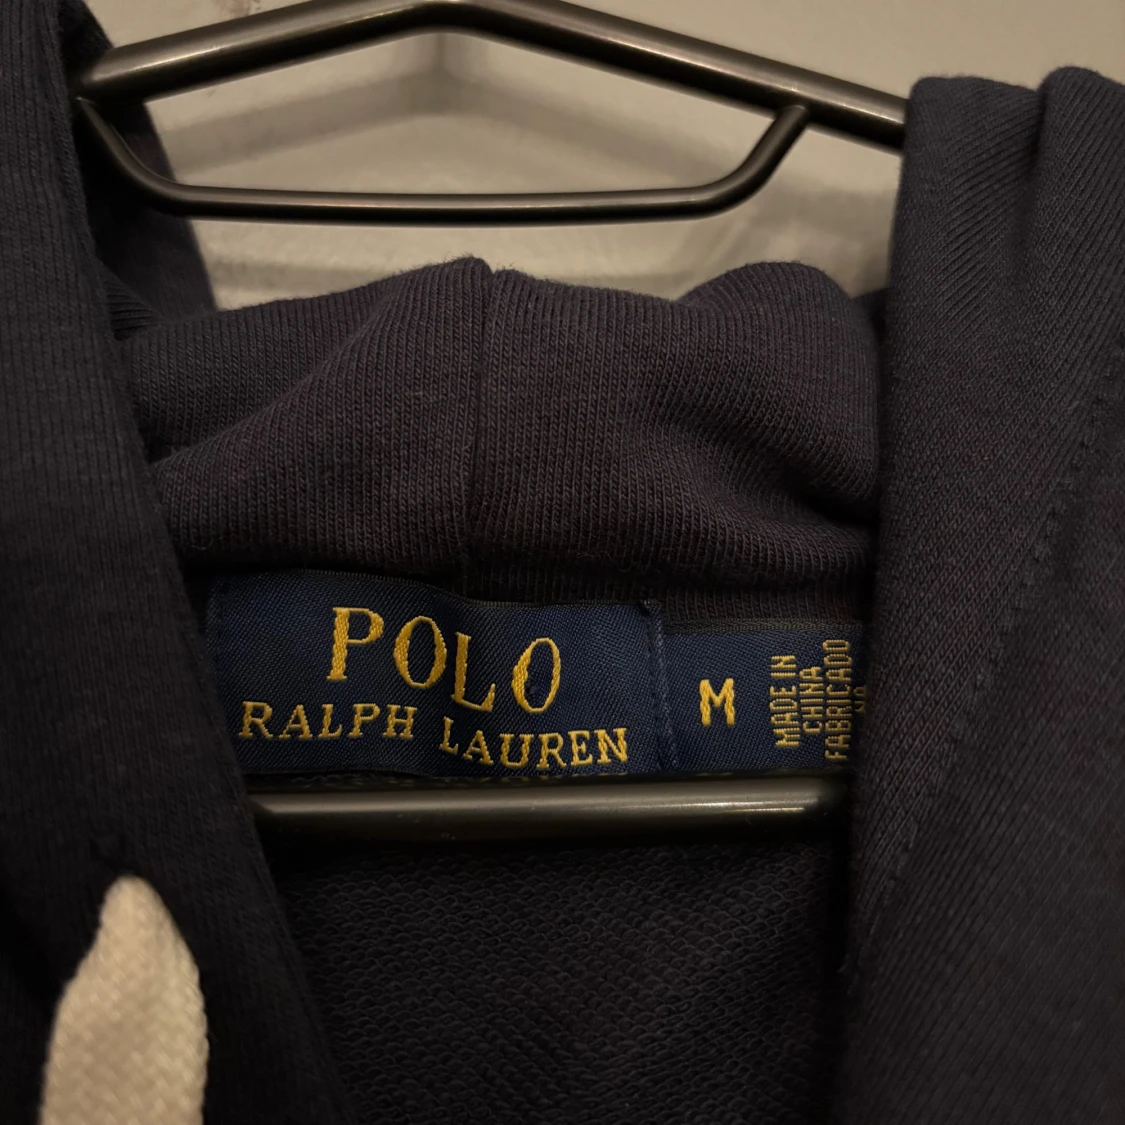 POLO
RALPH LAUREN
M
MADE IN
CHINA
FABRICADO